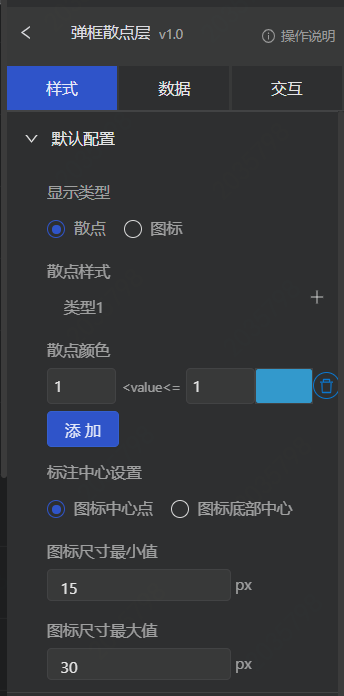 弹框散点层 v1.0 操作说明
样式 数据 交互
默认配置
显示类型
散点 图标
散点样式
类型1
散点颜色
1 <value<= 1
添 加
标注中心设置
图标中心点 图标底部中心
图标尺寸最小值
15 px
图标尺寸最大值
30 px